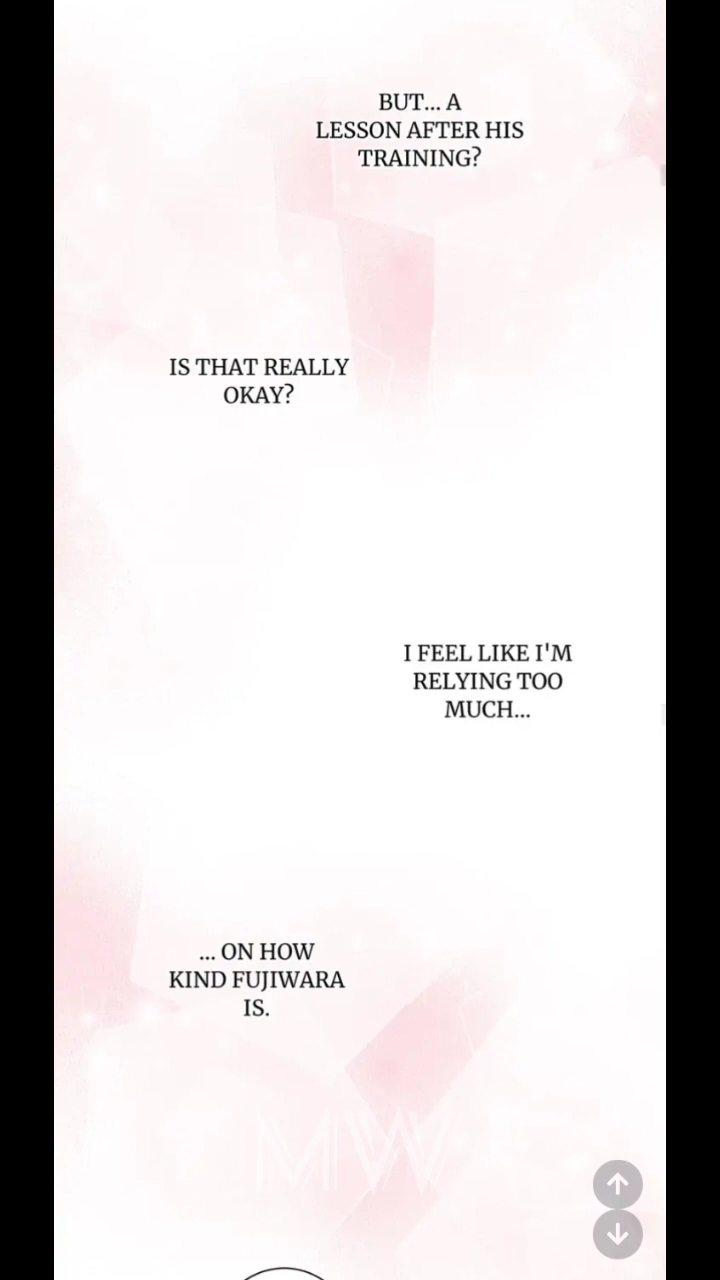 BUT... A
LESSON AFTER HIS
TRAINING?
IS THAT REALLY
OKAY?
I FEEL LIKE I'M
RELYING TOO
MUCH...
... ON HOW
KIND FUJIWARA
IS.
MW